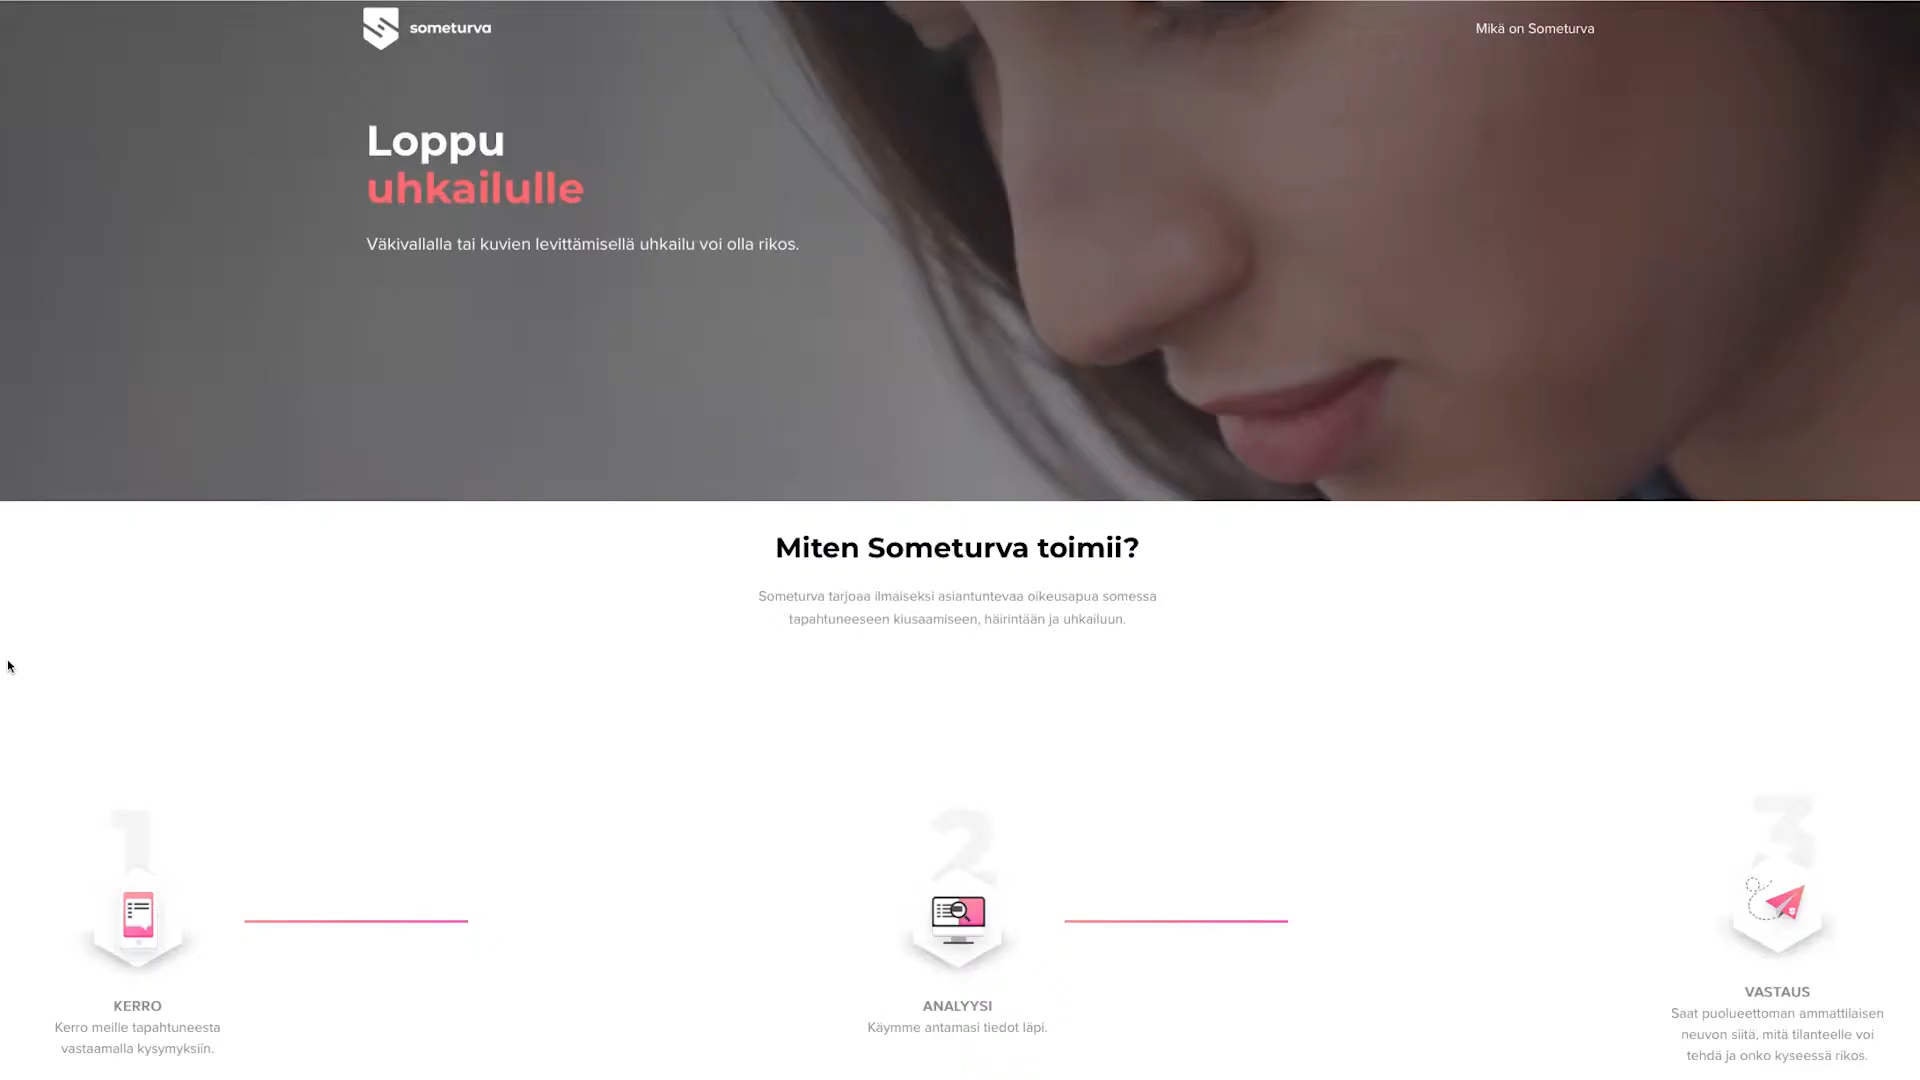 someturva
Mikä on Someturva
Loppu
uhkailulle
Väkivallalla tai kuvien levittämisellä uhkailu voi olla rikos.
Miten Someturva toimii?
Someturva tarjoaa ilmaiseksi asiantuntevaa oikeusapua somessa
tapahtuneeseen kiusaamiseen, häirintään ja uhkailuun.
1
KERRO
Kerro meille tapahtuneesta
vastaamalla kysymyksiin.
2
ANALYYSI
Käymme antamasi tiedot läpi.
3
VASTAUS
Saat puolueettoman ammattilaisen
neuvon siitä, mitä tilanteelle voi
tehdä ja onko kyseessä rikos.